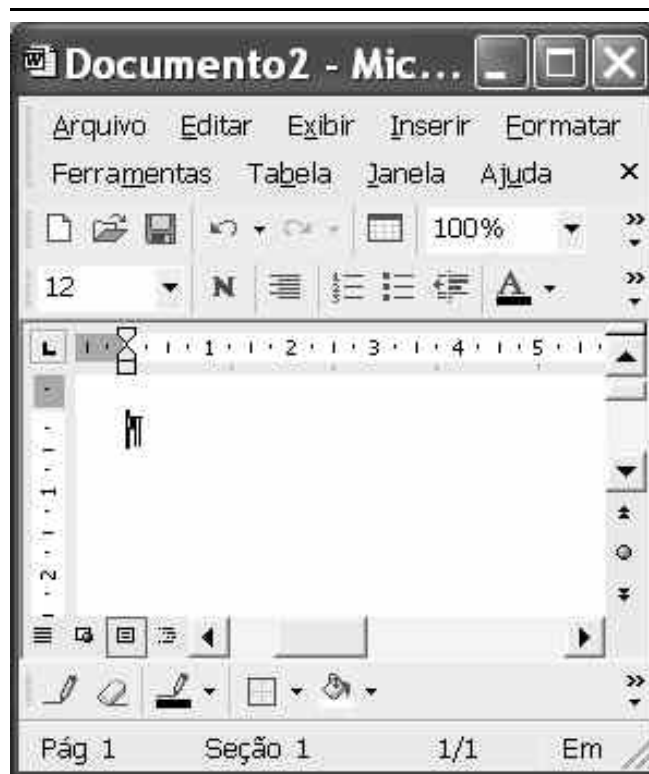 Documento2 - Mic...
Arquivo Editar Exibir Inserir Formatar
Ferramentas Tabela Janela Ajuda
100%
12 N A
1 2 3 4 5
¶
1
2
Pág 1 Seção 1 1/1 Em